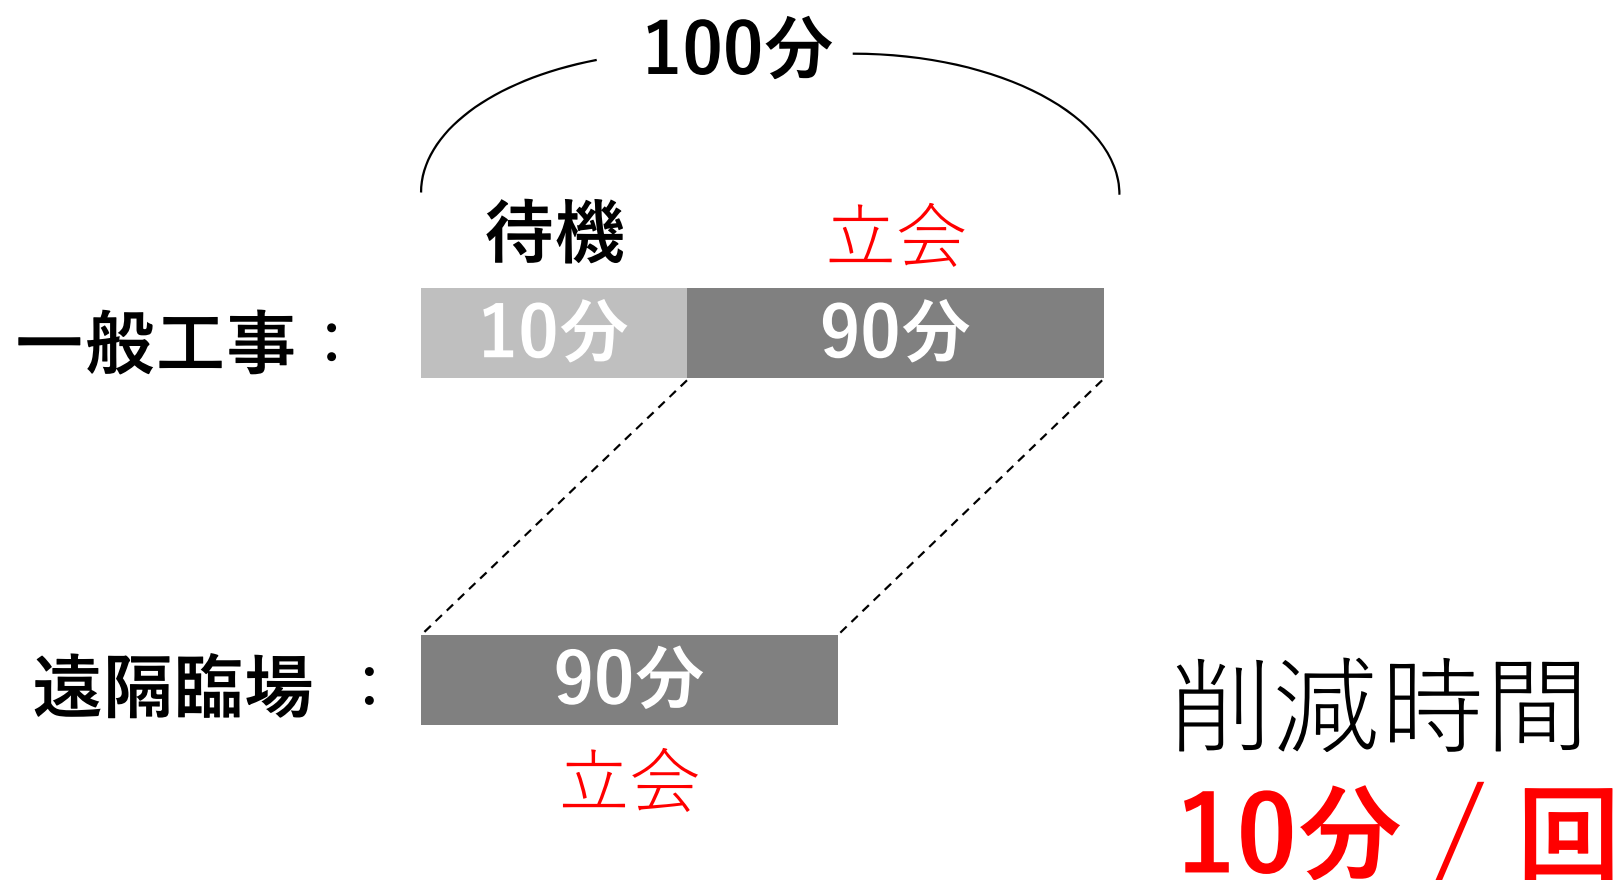 100分
待機 立会
一般工事： 10分 90分
遠隔臨場 ： 90分
立会
削減時間
10分／回